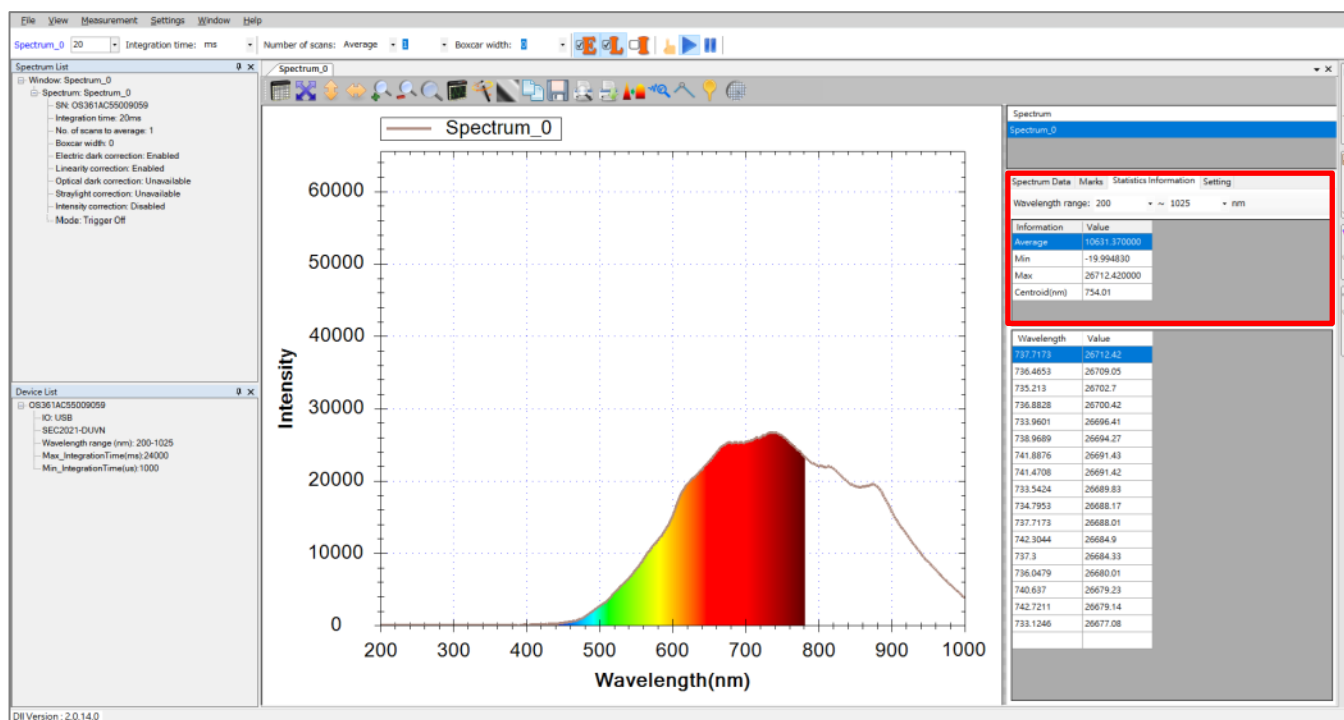 File View Measurement Settings Window Help
Spectrum_0 20 Integration time: ms Number of scans: Average 1 Boxcar width: 0 E L I
Spectrum List
Window: Spectrum_0
Spectrum: Spectrum_0
SN: OS361AC55009059
Integration time: 20ms
No. of scans to average: 1
Boxcar width: 0
Electric dark correction: Enabled
Linearity correction: Enabled
Optical dark correction: Unavailable
Straylight correction: Unavailable
Intensity correction: Disabled
Mode: Trigger Off
Device List
OS361AC55009059
IO: USB
SEC2021-DUVN
Wavelength range (nm): 200-1025
Max_IntegrationTime(ms):24000
Min_IntegrationTime(us):1000
Spectrum_0
Spectrum_0
60000
50000
40000
30000
20000
10000
0
Intensity
200 300 400 500 600 700 800 900 1000
Wavelength(nm)
Spectrum
Spectrum_0
Spectrum Data Marks Statistics Information Setting
Wavelength range: 200 ~ 1025 nm
Information Value
Average 10631.370000
Min -19.994830
Max 26712.420000
Centroid(nm) 754.01
Wavelength Value
737.7173 26712.42
736.4653 26709.05
735.213 26702.7
736.8828 26700.42
733.9601 26696.41
738.9689 26694.27
741.8876 26691.43
741.4708 26691.42
733.5424 26689.83
734.7953 26688.17
737.7173 26688.01
742.3044 26684.9
737.3 26684.33
736.0479 26680.01
740.637 26679.23
742.7211 26679.14
733.1246 26677.08
Dll Version : 2.0.14.0